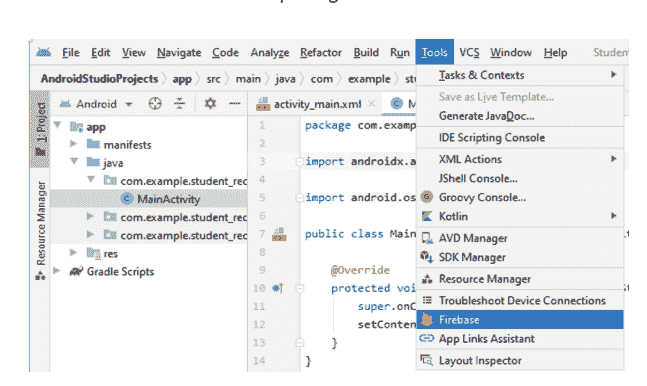 File Edit View Navigate Code Analyze Refactor Build Run Tools VCS Window Help Studen
AndroidStudioProjects app src main java com example
Tasks & Contexts
Android
activity_main.xml
Save as Live Template...
Generate JavaDoc...
IDE Scripting Console
XML Actions
JShell Console...
Groovy Console...
Kotlin
AVD Manager
SDK Manager
Resource Manager
Troubleshoot Device Connections
Firebase
App Links Assistant
Layout Inspector
1: Project
Resource Manager
app
manifests
java
com.example.student_rec
MainActivity
com.example.student_rec
com.example.student_rec
res
Gradle Scripts
1 package com.examp
2
3 import androidx.a
4
5 import android.os
6
7 public class Main
8
9 @Override
10 protected voi
11 super.onC
12 setConten
13 }
14 }